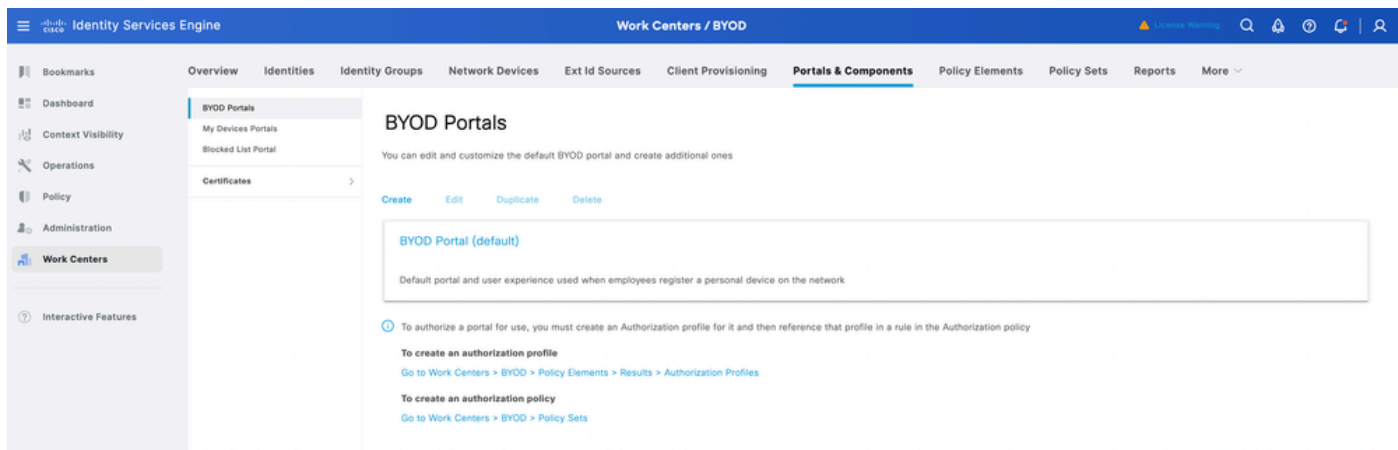 cisco Identity Services Engine
Work Centers / BYOD
License Warning
Bookmarks
Dashboard
Context Visibility
Operations
Policy
Administration
Work Centers
Interactive Features
Overview Identities Identity Groups Network Devices Ext Id Sources Client Provisioning Portals & Components Policy Elements Policy Sets Reports More
BYOD Portals
My Devices Portals
Blocked List Portal
Certificates
BYOD Portals
You can edit and customize the default BYOD portal and create additional ones
Create Edit Duplicate Delete
BYOD Portal (default)
Default portal and user experience used when employees register a personal device on the network
To authorize a portal for use, you must create an Authorization profile for it and then reference that profile in a rule in the Authorization policy
To create an authorization profile
Go to Work Centers > BYOD > Policy Elements > Results > Authorization Profiles
To create an authorization policy
Go to Work Centers > BYOD > Policy Sets